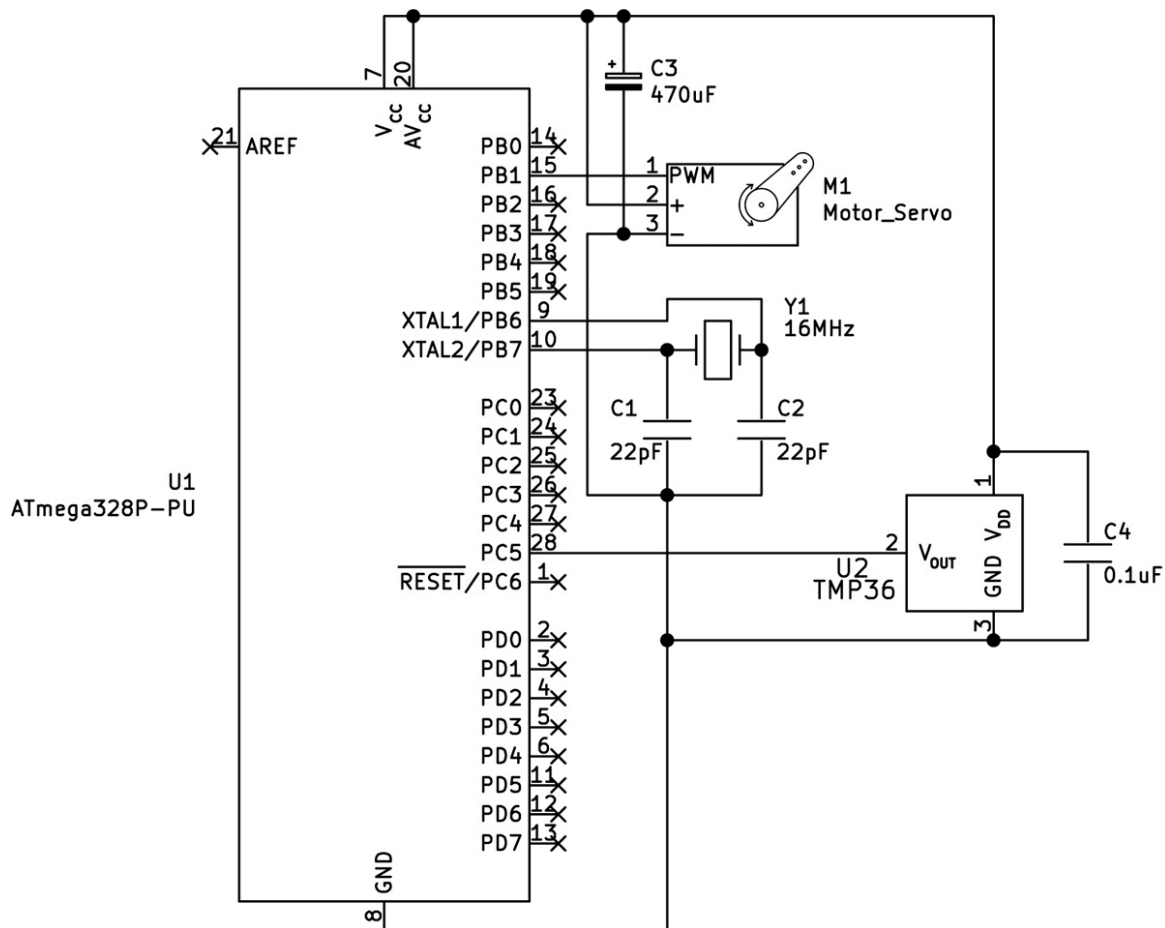 7
20
V_CC
AV_CC
21
AREF
PB0
14
PB1
15
PB2
16
PB3
17
PB4
18
PB5
19
XTAL1/PB6
9
XTAL2/PB7
10
PC0
23
PC1
24
PC2
25
PC3
26
PC4
27
PC5
28
RESET/PC6
1
PD0
2
PD1
3
PD2
4
PD3
5
PD4
6
PD5
11
PD6
12
PD7
13
GND
8
U1
ATmega328P-PU
+
C3
470uF
1
PWM
2
+
3
-
M1
Motor_Servo
Y1
16MHz
C1
22pF
C2
22pF
1
2
V_OUT
V_DD
GND
3
U2
TMP36
C4
0.1uF